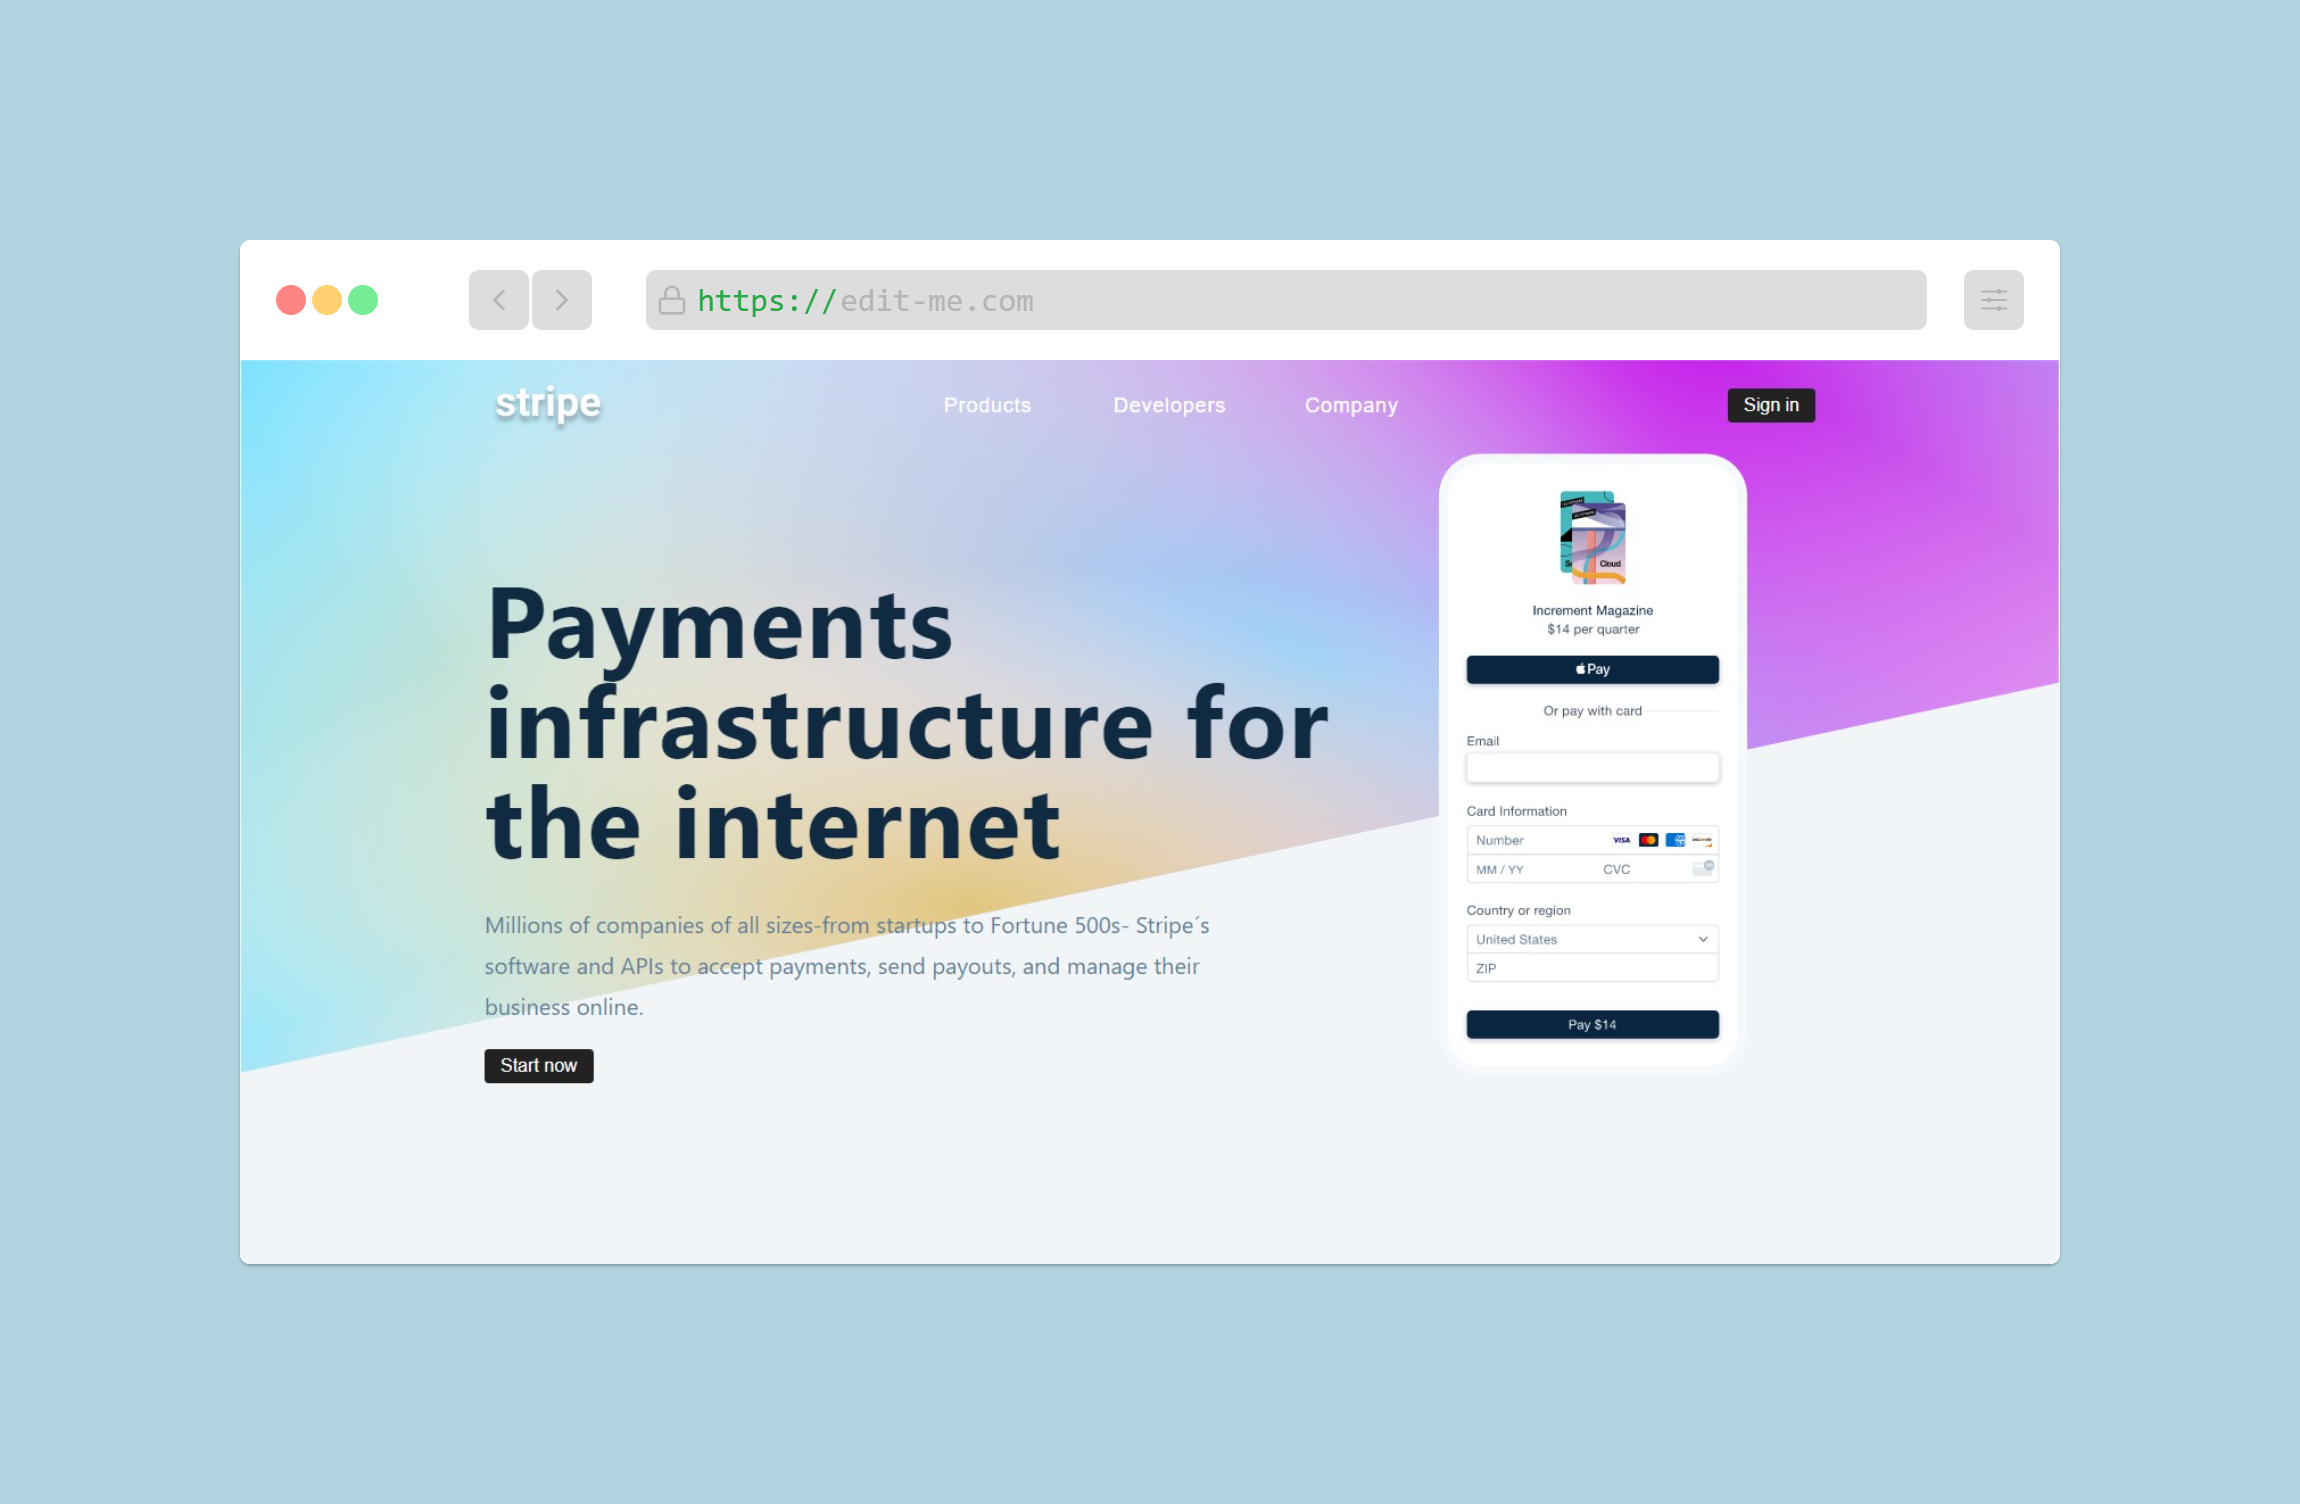 https://edit-me.com
stripe
Products Developers Company
Sign in
Payments
infrastructure for
the internet
Millions of companies of all sizes-from startups to Fortune 500s- Stripe´s
software and APIs to accept payments, send payouts, and manage their
business online.
Start now
Cloud
Increment Magazine
$14 per quarter
Pay
Or pay with card
Email
Card Information
Number VISA
MM / YY CVC
Country or region
United States
ZIP
Pay $14